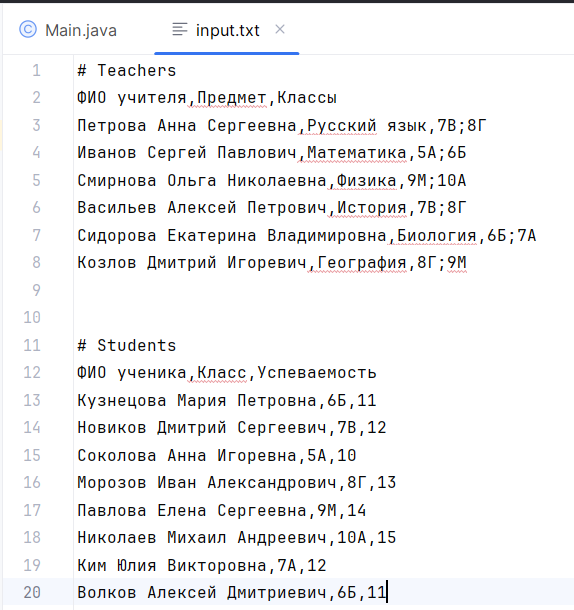 Main.java
input.txt
1 # Teachers
2 ФИО учителя,Предмет,Классы
3 Петрова Анна Сергеевна,Русский язык,7В;8Г
4 Иванов Сергей Павлович,Математика,5А;6Б
5 Смирнова Ольга Николаевна,Физика,9М;10А
6 Васильев Алексей Петрович,История,7В;8Г
7 Сидорова Екатерина Владимировна,Биология,6Б;7А
8 Козлов Дмитрий Игоревич,География,8Г;9М
9
10
11 # Students
12 ФИО ученика,Класс,Успеваемость
13 Кузнецова Мария Петровна,6Б,11
14 Новиков Дмитрий Сергеевич,7В,12
15 Соколова Анна Игоревна,5А,10
16 Морозов Иван Александрович,8Г,13
17 Павлова Елена Сергеевна,9М,14
18 Николаев Михаил Андреевич,10А,15
19 Ким Юлия Викторовна,7А,12
20 Волков Алексей Дмитриевич,6Б,11